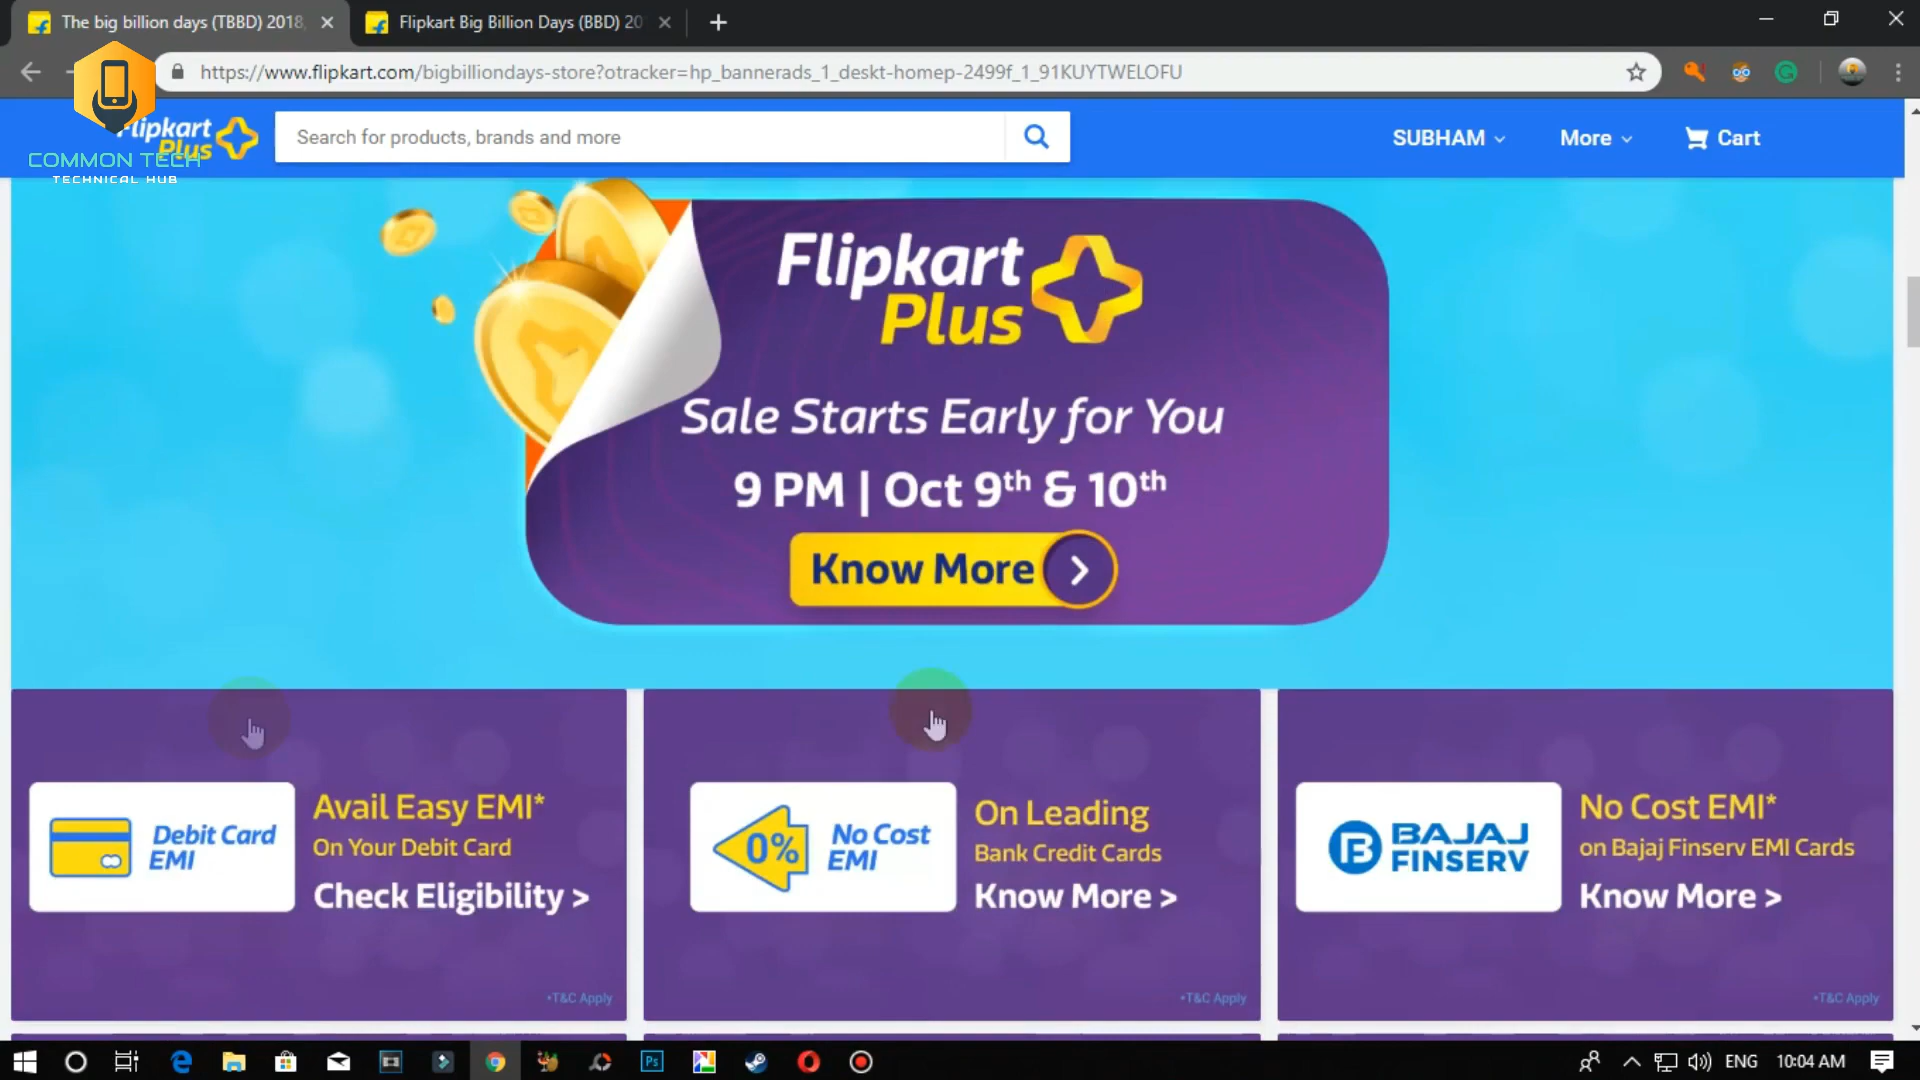 The big billion days (TBBD) 2018,
Flipkart Big Billion Days (BBD) 20
https://www.flipkart.com/bigbilliondays-store?otracker=hp_bannerads_1_deskt-homep-2499f_1_91KUYTWELOFU
Flipkart
Plus
COMMON TECH
TECHNICAL HUB
Search for products, brands and more
SUBHAM
More
Cart
Flipkart
Plus
Sale Starts Early for You
9 PM | Oct 9th & 10th
Know More
Debit Card
EMI
Avail Easy EMI*
On Your Debit Card
Check Eligibility >
*T&C Apply
0%
No Cost
EMI
On Leading
Bank Credit Cards
Know More >
*T&C Apply
BAJAJ
FINSERV
No Cost EMI*
on Bajaj Finserv EMI Cards
Know More >
*T&C Apply
Ps
ENG
10:04 AM